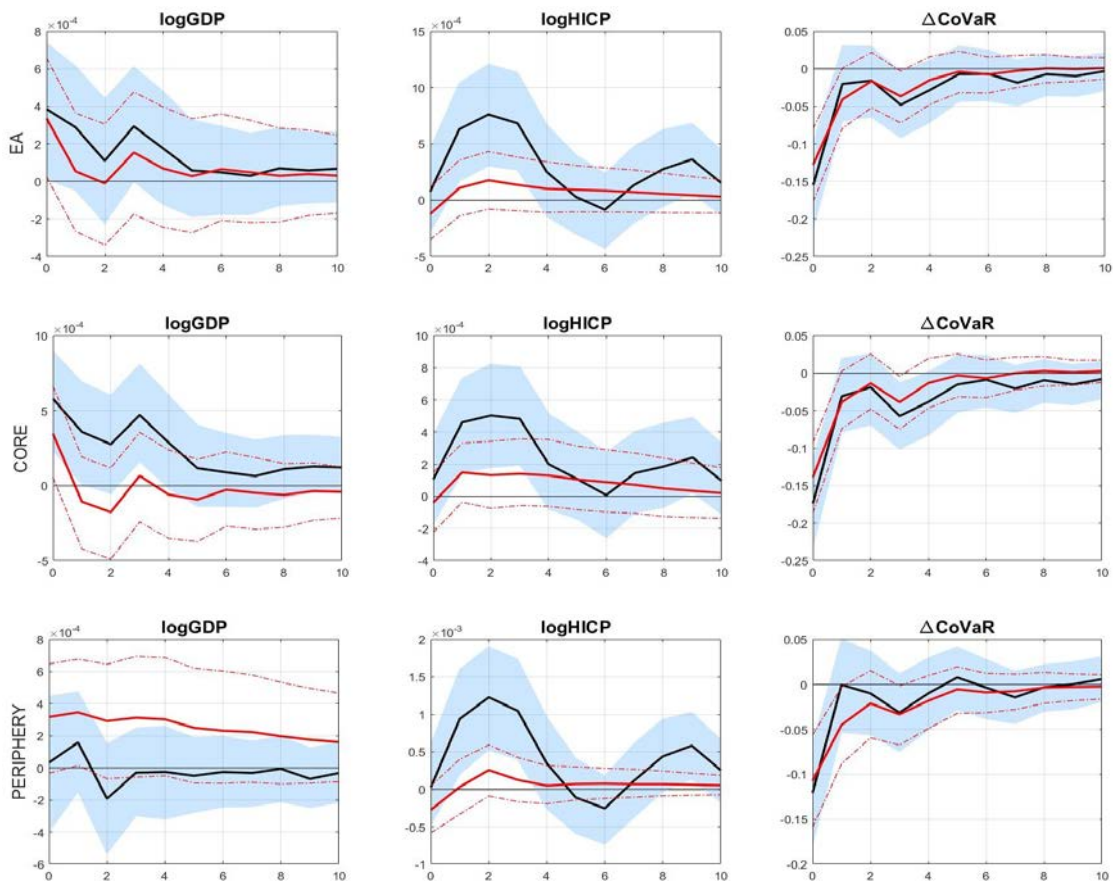 logGDP logHICP ΔCoVaR
×10⁻⁴ ×10⁻⁴
EA
8 6 4 2 0 -2 -4
0 2 4 6 8 10
15 10 5 0 -5
0 2 4 6 8 10
0.05 0 -0.05 -0.1 -0.15 -0.2 -0.25
0 2 4 6 8 10
logGDP logHICP ΔCoVaR
×10⁻⁴ ×10⁻⁴
CORE
10 5 0 -5
0 2 4 6 8 10
10 8 6 4 2 0 -2 -4
0 2 4 6 8 10
0.05 0 -0.05 -0.1 -0.15 -0.2 -0.25
0 2 4 6 8 10
logGDP logHICP ΔCoVaR
×10⁻⁴ ×10⁻³
PERIPHERY
8 6 4 2 0 -2 -4 -6
0 2 4 6 8 10
2 1.5 1 0.5 0 -0.5 -1
0 2 4 6 8 10
0.05 0 -0.05 -0.1 -0.15 -0.2
0 2 4 6 8 10